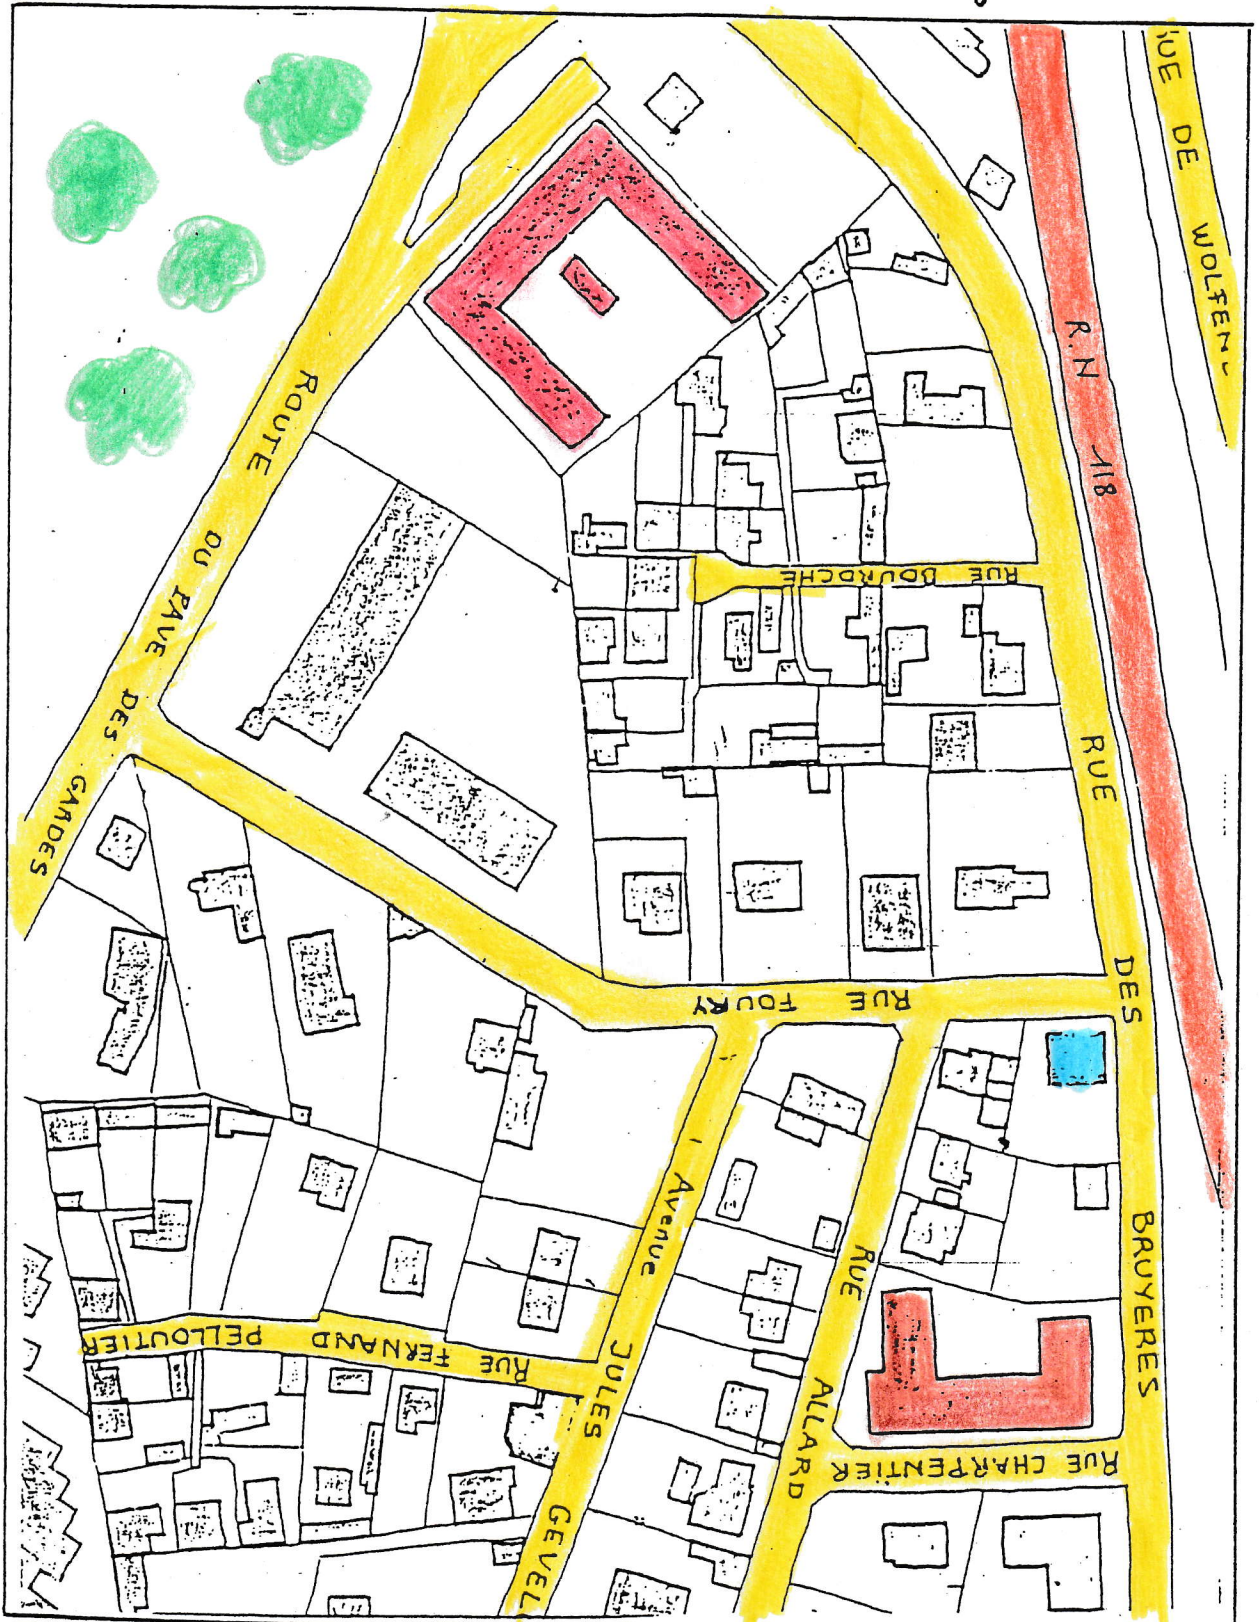 RUE DE WOLFEN
R.N 118
ROUTE DU PAVE DES GARDES
RUE BOUROCHE
RUE DES BRUYERES
RUE FOURY
Avenue JULES GEVEL
RUE ALLARD
RUE FERNAND PELLOUTIER
RUE CHARPENTIER